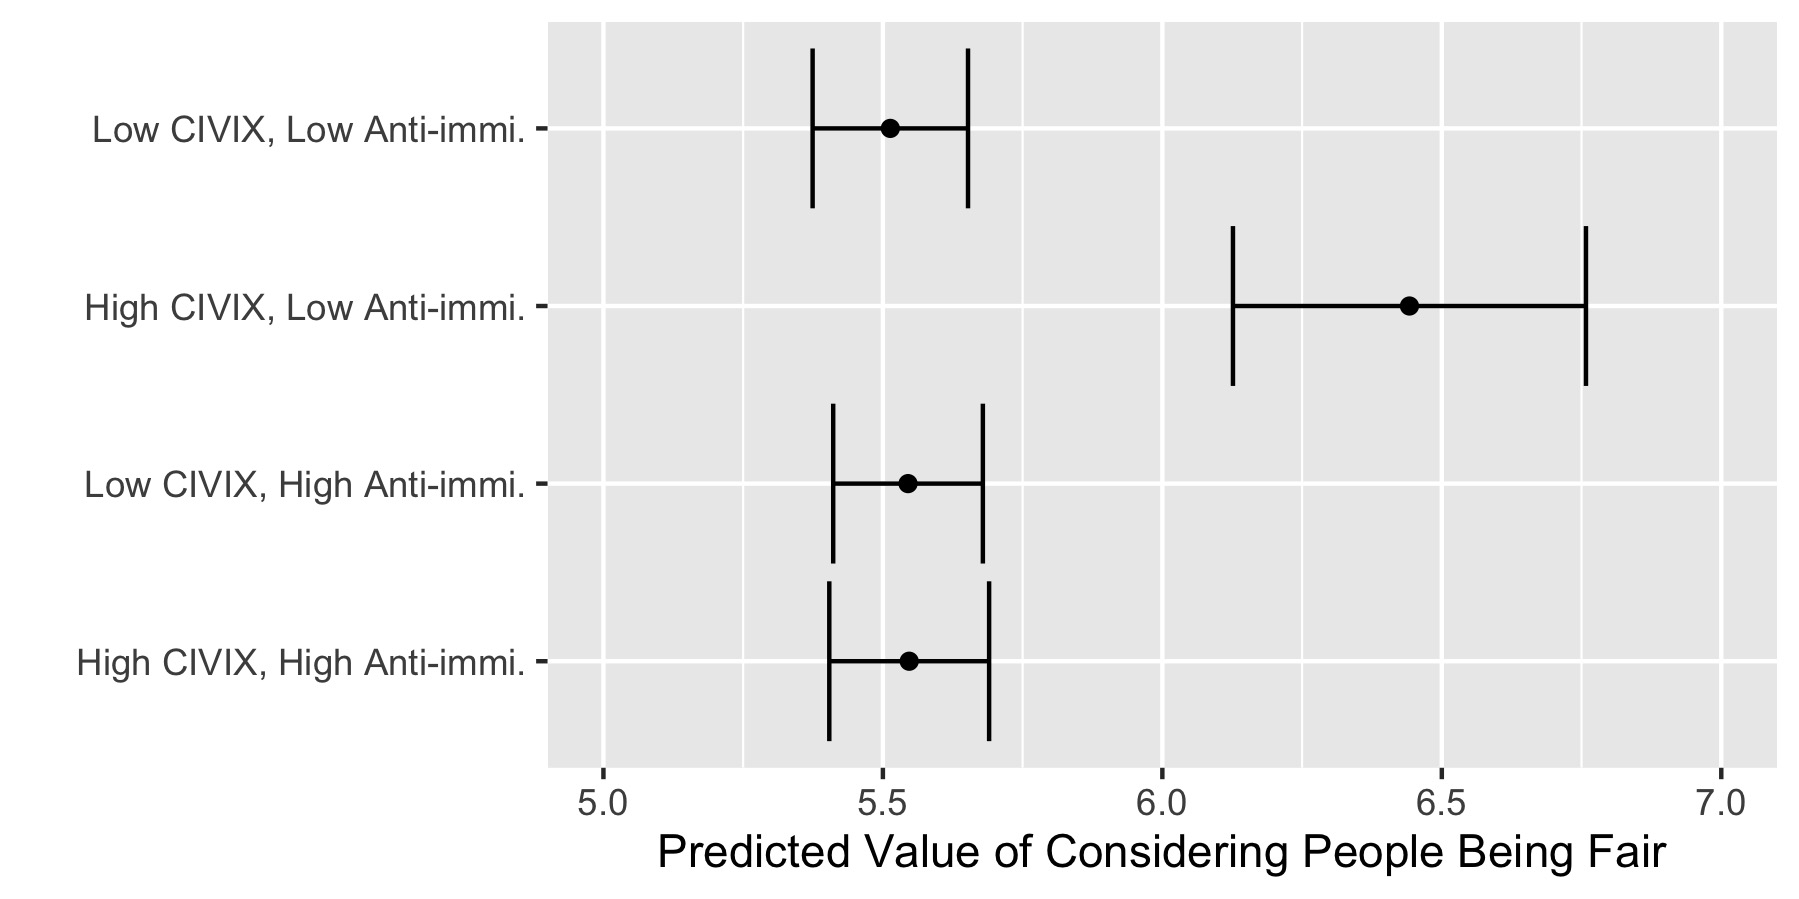 Low CIVIX, Low Anti-immi.
High CIVIX, Low Anti-immi.
Low CIVIX, High Anti-immi.
High CIVIX, High Anti-immi.
5.0 5.5 6.0 6.5 7.0
Predicted Value of Considering People Being Fair